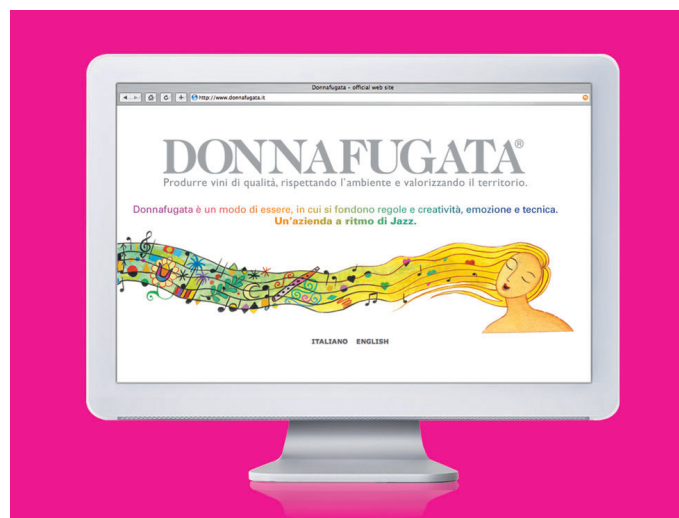 Donnafugata - official web site
http://www.donnafugata.it
DONNAFUGATA®
Produrre vini di qualità, rispettando l'ambiente e valorizzando il territorio.
Donnafugata è un modo di essere, in cui si fondono regole e creatività, emozione e tecnica.
Un'azienda a ritmo di Jazz.
ITALIANO ENGLISH